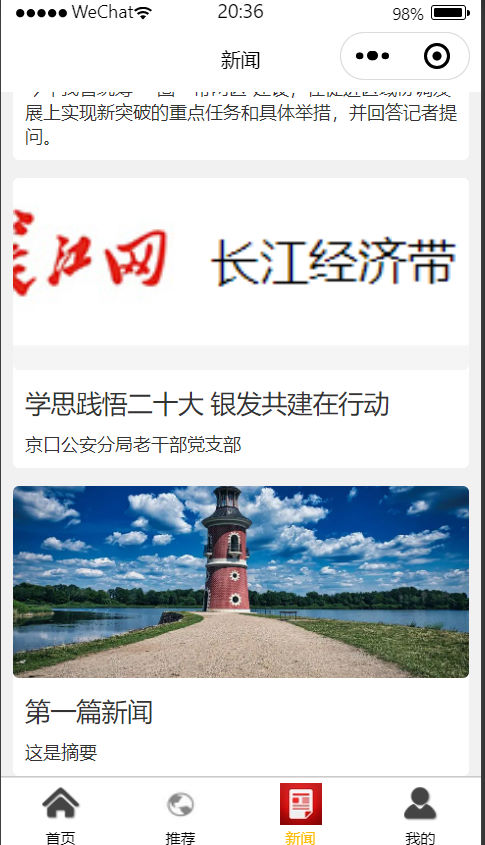 WeChat 20:36 98%
新闻
展上实现新突破的重点任务和具体举措，并回答记者提
问。
长江网 长江经济带
学思践悟二十大 银发共建在行动
京口公安分局老干部党支部
第一篇新闻
这是摘要
首页 推荐 新闻 我的